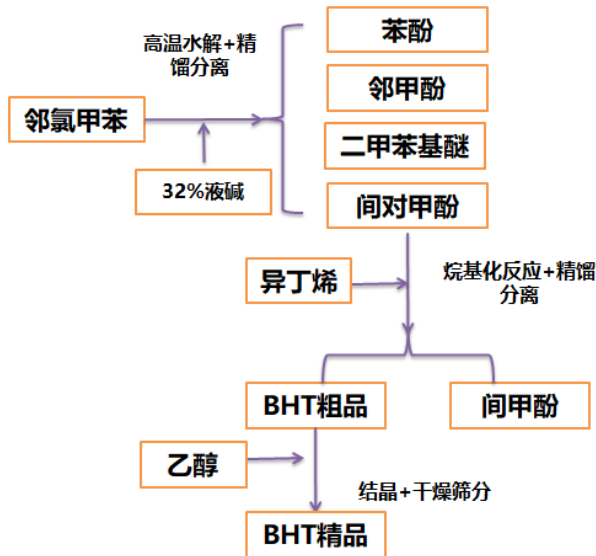 苯酚
高温水解+精
馏分离
邻甲酚
邻氯甲苯
二甲苯基醚
32%液碱
间对甲酚
异丁烯
烷基化反应+精馏
分离
BHT粗品
间甲酚
乙醇
结晶+干燥筛分
BHT精品